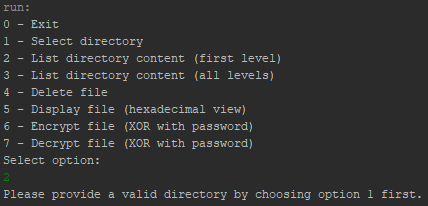 run:
0 - Exit
1 - Select directory
2 - List directory content (first level)
3 - List directory content (all levels)
4 - Delete file
5 - Display file (hexadecimal view)
6 - Encrypt file (XOR with password)
7 - Decrypt file (XOR with password)
Select option:
2
Please provide a valid directory by choosing option 1 first.